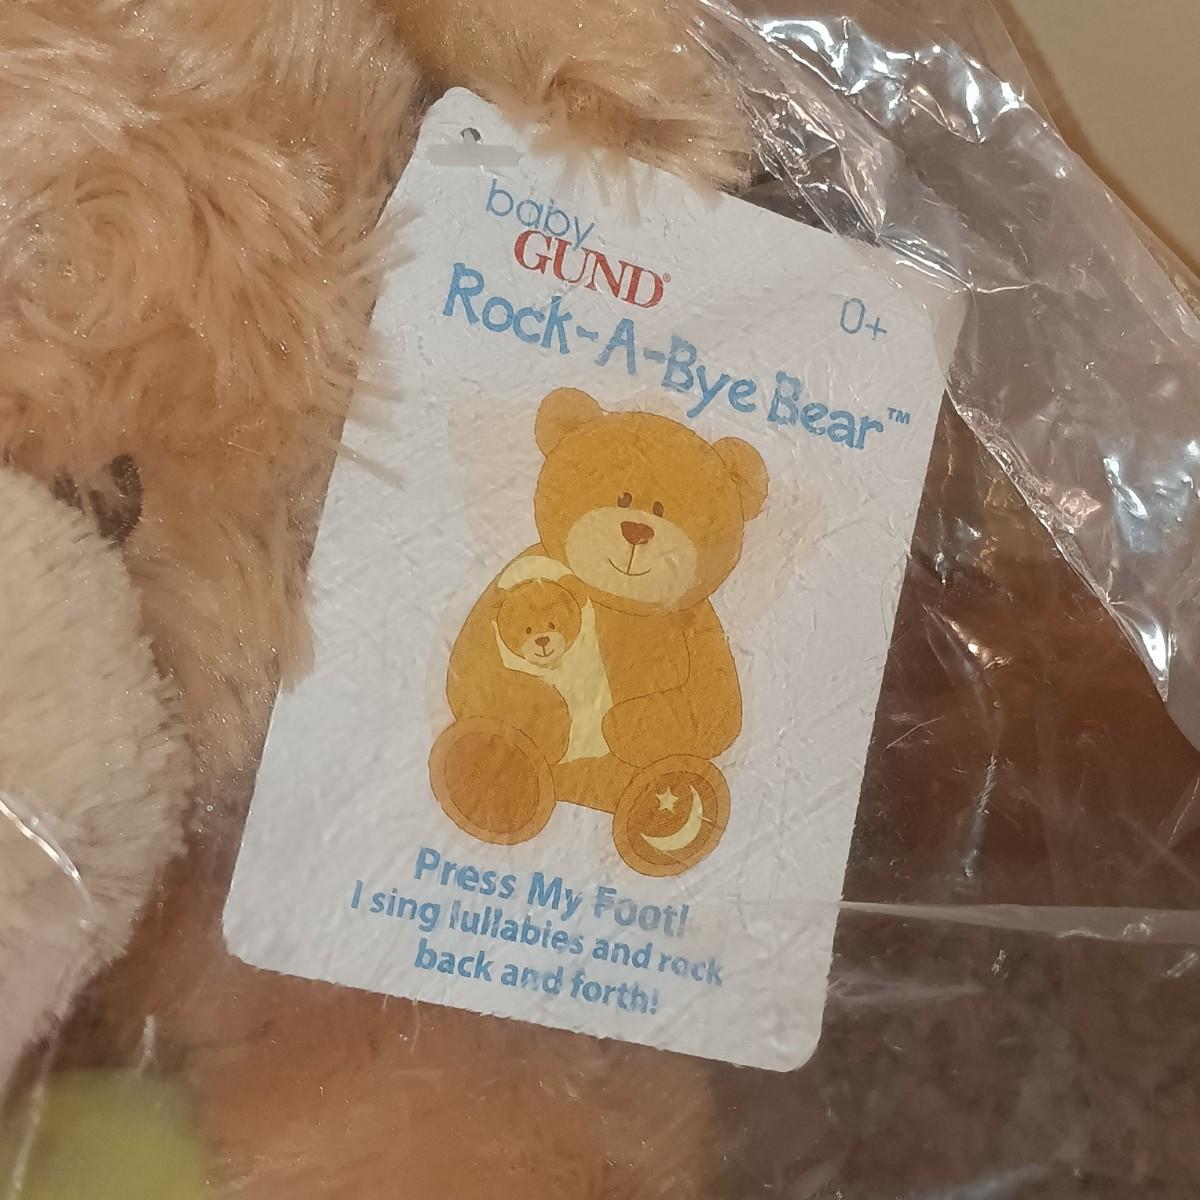 baby
GUND®
0+
Rock-A-Bye Bear™
Press My Foot!
I sing lullabies and rock
back and forth!